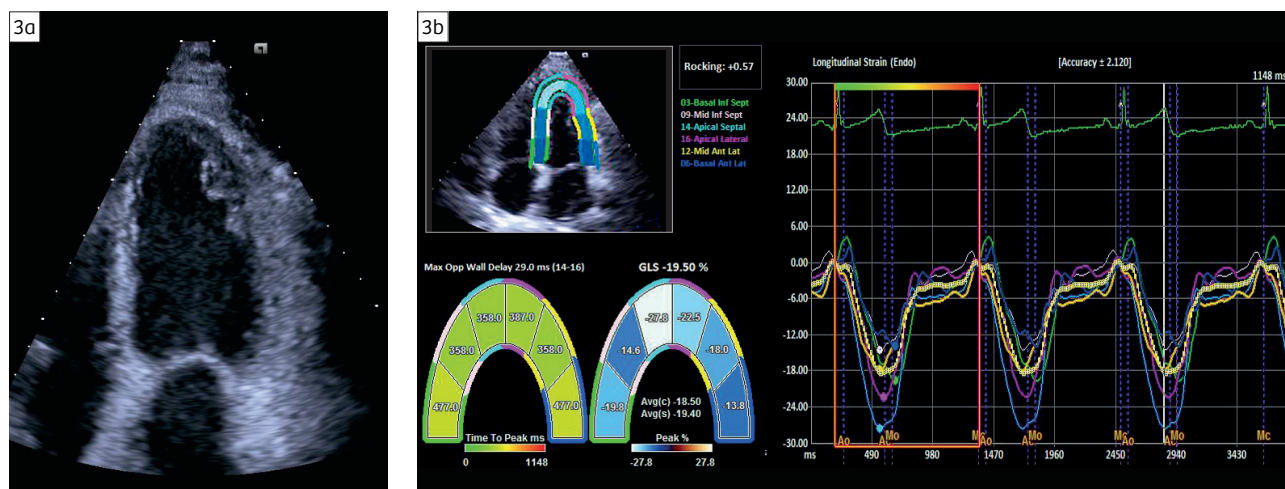 3a
3b
Rocking: +0.57
03-Basal Inf Sept
09-Mid Inf Sept
14-Apical Septal
16-Apical Lateral
12-Mid Ant Lat
06-Basal Ant Lat
Longitudinal Strain (Endo)
[Accuracy ± 2.120]
1148 ms
30.00
24.00
18.00
12.00
6.00
0.00
-6.00
-12.00
-18.00
-24.00
-30.00
Ao
Mo
Ao
Mo
Ao
Mo
Mc
ms
490
980
1470
1960
2450
2940
3430
Max Opp Wall Delay 29.0 ms (14-16)
358.0
387.0
358.0
358.0
477.0
477.0
Time To Peak ms
0
1148
GLS -19.50 %
-27.8
-22.5
-14.6
-18.0
-19.8
-13.8
Avg(c) -18.50
Avg(s) -19.40
Peak %
-27.8
27.8